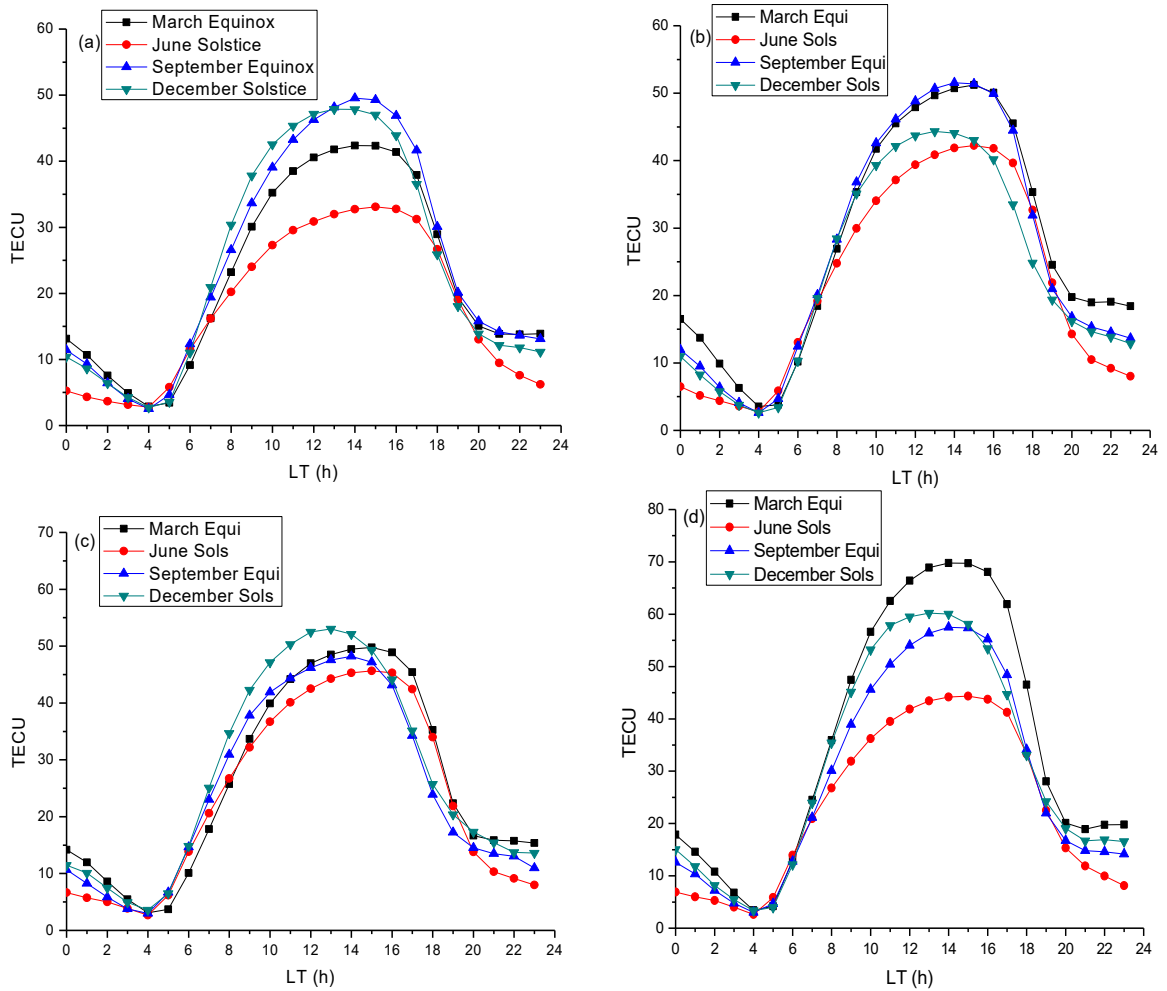 (a)
March Equinox
June Solstice
September Equinox
December Solstice
60
50
40
30
20
10
0
TECU
0 2 4 6 8 10 12 14 16 18 20 22 24
LT (h)
(b)
March Equi
June Sols
September Equi
December Sols
60
50
40
30
20
10
0
TECU
0 2 4 6 8 10 12 14 16 18 20 22 24
LT (h)
(c)
March Equi
June Sols
September Equi
December Sols
70
60
50
40
30
20
10
0
TECU
0 2 4 6 8 10 12 14 16 18 20 22 24
LT (h)
(d)
March Equi
June Sols
September Equi
December Sols
80
70
60
50
40
30
20
10
0
TECU
0 2 4 6 8 10 12 14 16 18 20 22 24
LT (h)